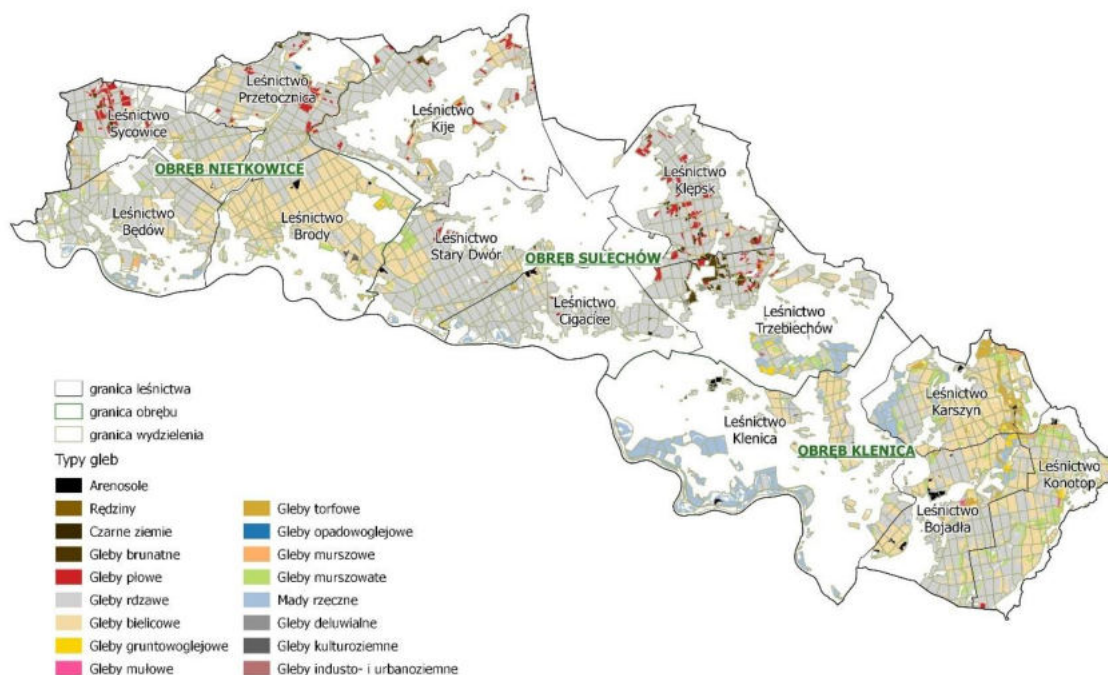 Leśnictwo
Przetocznica
Leśnictwo
Sycowice
Leśnictwo
Kije
OBRĘB NIETKOWICE
Leśnictwo
Będów
Leśnictwo
Brody
Leśnictwo
Klępsk
Leśnictwo
Stary Dwór
OBRĘB SULECHÓW
Leśnictwo
Cigacice
Leśnictwo
Trzebiechów
Leśnictwo
Karszyn
Leśnictwo
Klenica
OBRĘB KLENICA
Leśnictwo
Konotop
Leśnictwo
Bojadła
granica leśnictwa
granica obrębu
granica wydzielenia
Typy gleb
Arenosole
Rędziny
Czarne ziemie
Gleby brunatne
Gleby płowe
Gleby rdzawe
Gleby bielicowe
Gleby gruntowoglejowe
Gleby mułowe
Gleby torfowe
Gleby opadowoglejowe
Gleby murszowe
Gleby murszowate
Mady rzeczne
Gleby deluwialne
Gleby kulturoziemne
Gleby industo- i urbanoziemne